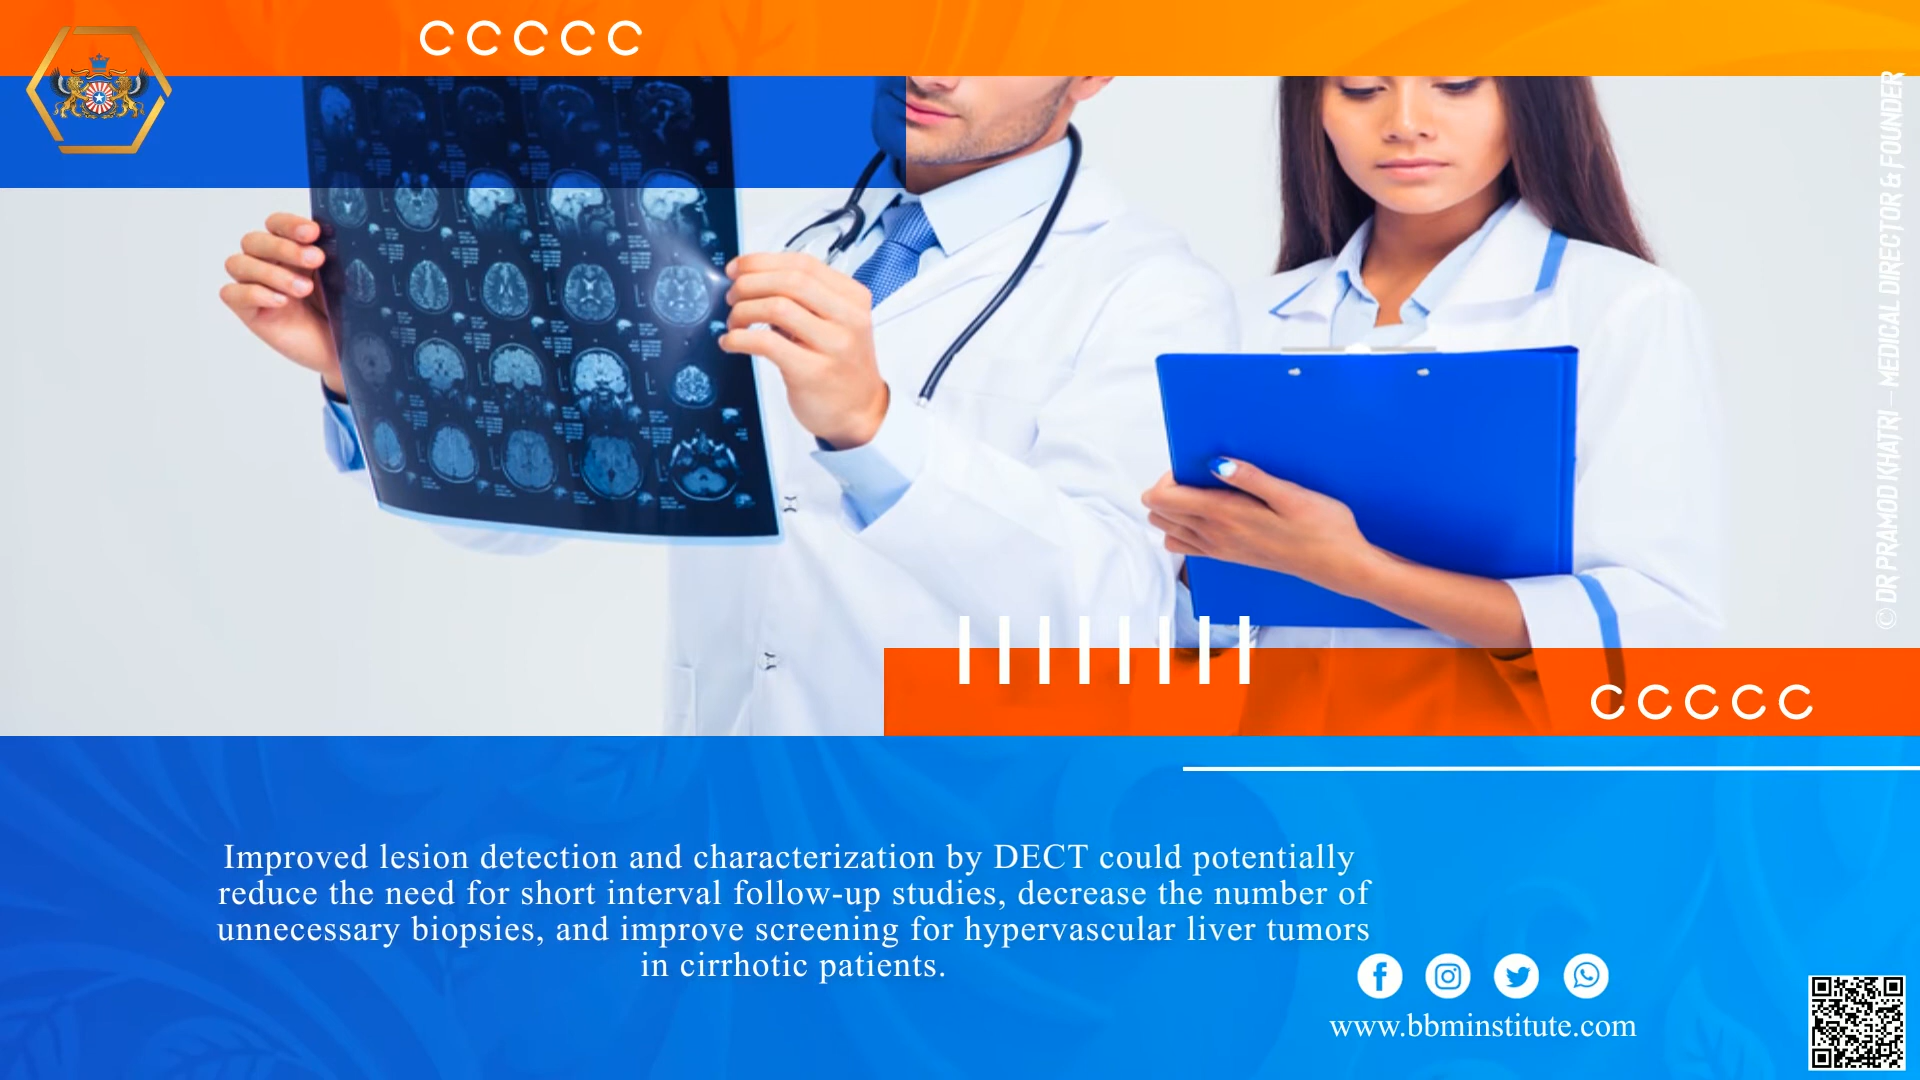 © DR PRAMOD KHATRI – MEDICAL DIRECTOR & FOUNDER
Improved lesion detection and characterization by DECT could potentially
reduce the need for short interval follow-up studies, decrease the number of
unnecessary biopsies, and improve screening for hypervascular liver tumors
in cirrhotic patients.
www.bbminstitute.com